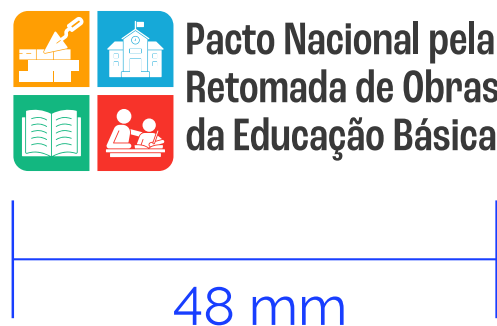 Pacto Nacional pela
Retomada de Obras
da Educação Básica
48 mm